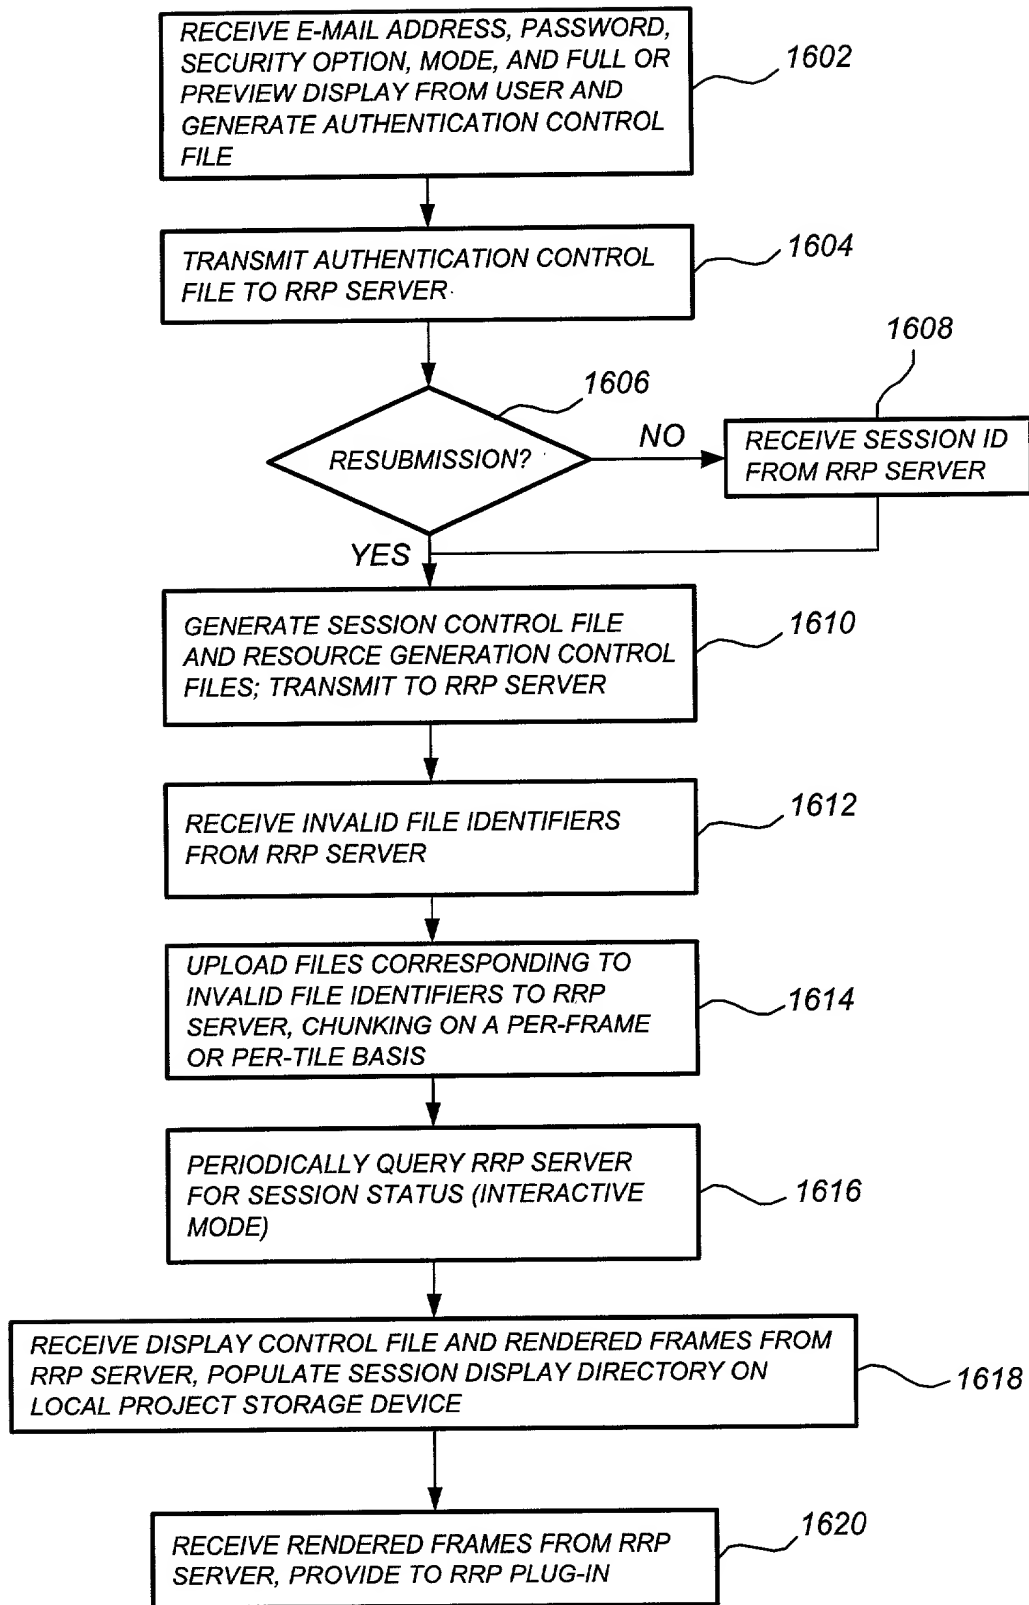 RECEIVE E-MAIL ADDRESS, PASSWORD,
SECURITY OPTION, MODE, AND FULL OR
PREVIEW DISPLAY FROM USER AND
GENERATE AUTHENTICATION CONTROL
FILE
1602
TRANSMIT AUTHENTICATION CONTROL
FILE TO RRP SERVER
1604
RESUBMISSION?
1606
NO
RECEIVE SESSION ID
FROM RRP SERVER
1608
YES
GENERATE SESSION CONTROL FILE
AND RESOURCE GENERATION CONTROL
FILES; TRANSMIT TO RRP SERVER
1610
RECEIVE INVALID FILE IDENTIFIERS
FROM RRP SERVER
1612
UPLOAD FILES CORRESPONDING TO
INVALID FILE IDENTIFIERS TO RRP
SERVER, CHUNKING ON A PER-FRAME
OR PER-TILE BASIS
1614
PERIODICALLY QUERY RRP SERVER
FOR SESSION STATUS (INTERACTIVE
MODE)
1616
RECEIVE DISPLAY CONTROL FILE AND RENDERED FRAMES FROM
RRP SERVER, POPULATE SESSION DISPLAY DIRECTORY ON
LOCAL PROJECT STORAGE DEVICE
1618
RECEIVE RENDERED FRAMES FROM RRP
SERVER, PROVIDE TO RRP PLUG-IN
1620